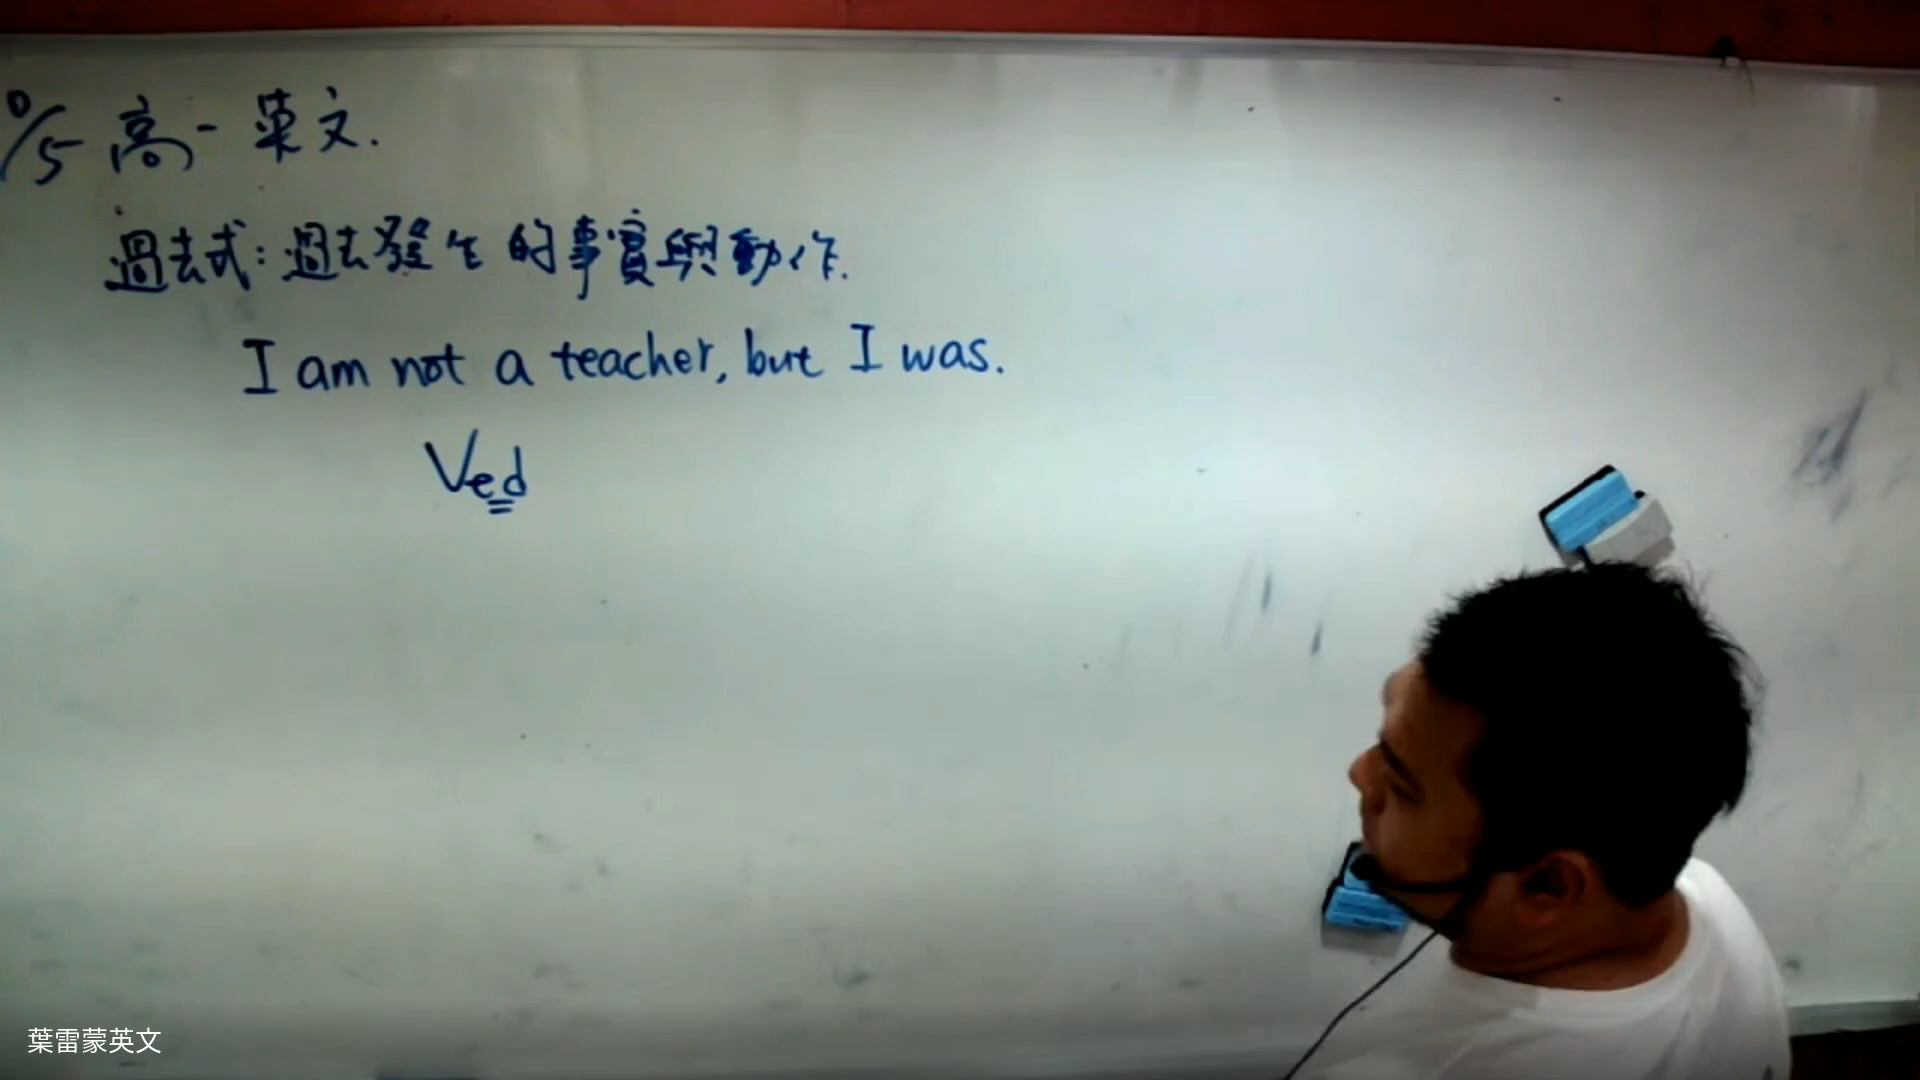 0/5 高一英文.
過去式:過去發生的事實與動作.
I am not a teacher, but I was.
Ved
葉雷蒙英文